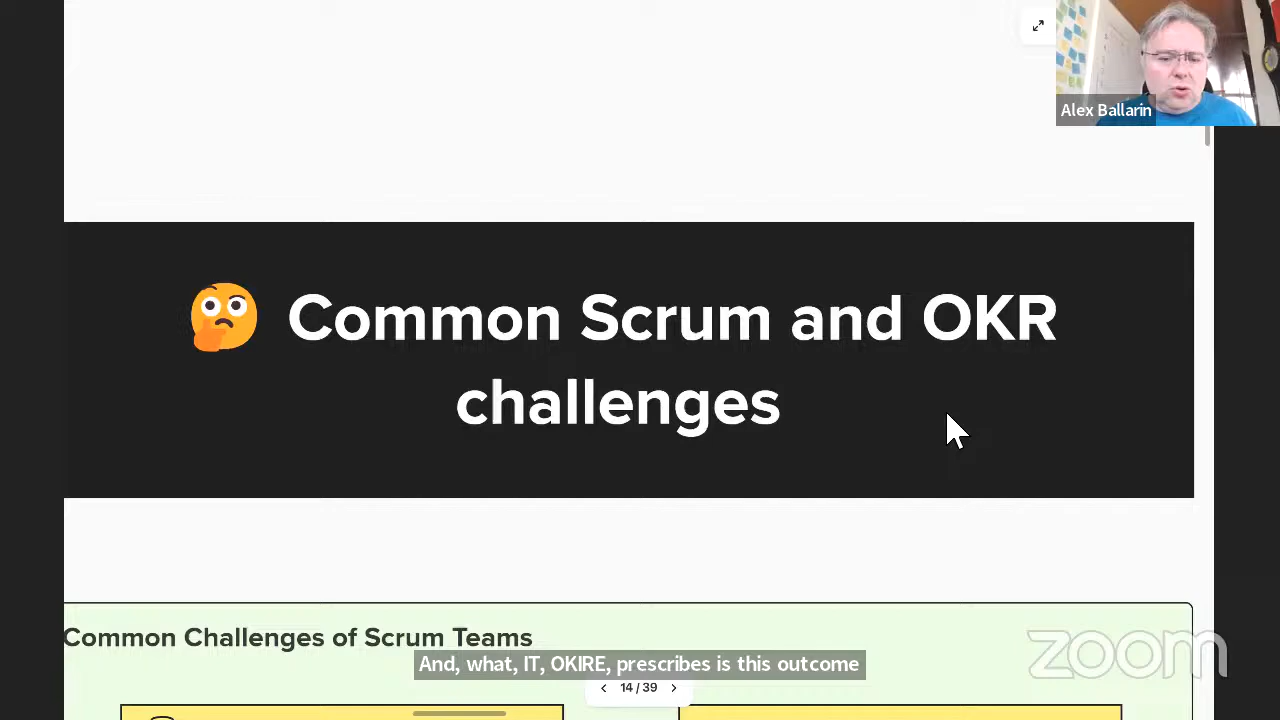 Alex Ballarín
Common Scrum and OKR
challenges
Common Challenges of Scrum Teams
And, what, IT, OKIRE, prescribes is this outcome
14 / 39
zoom